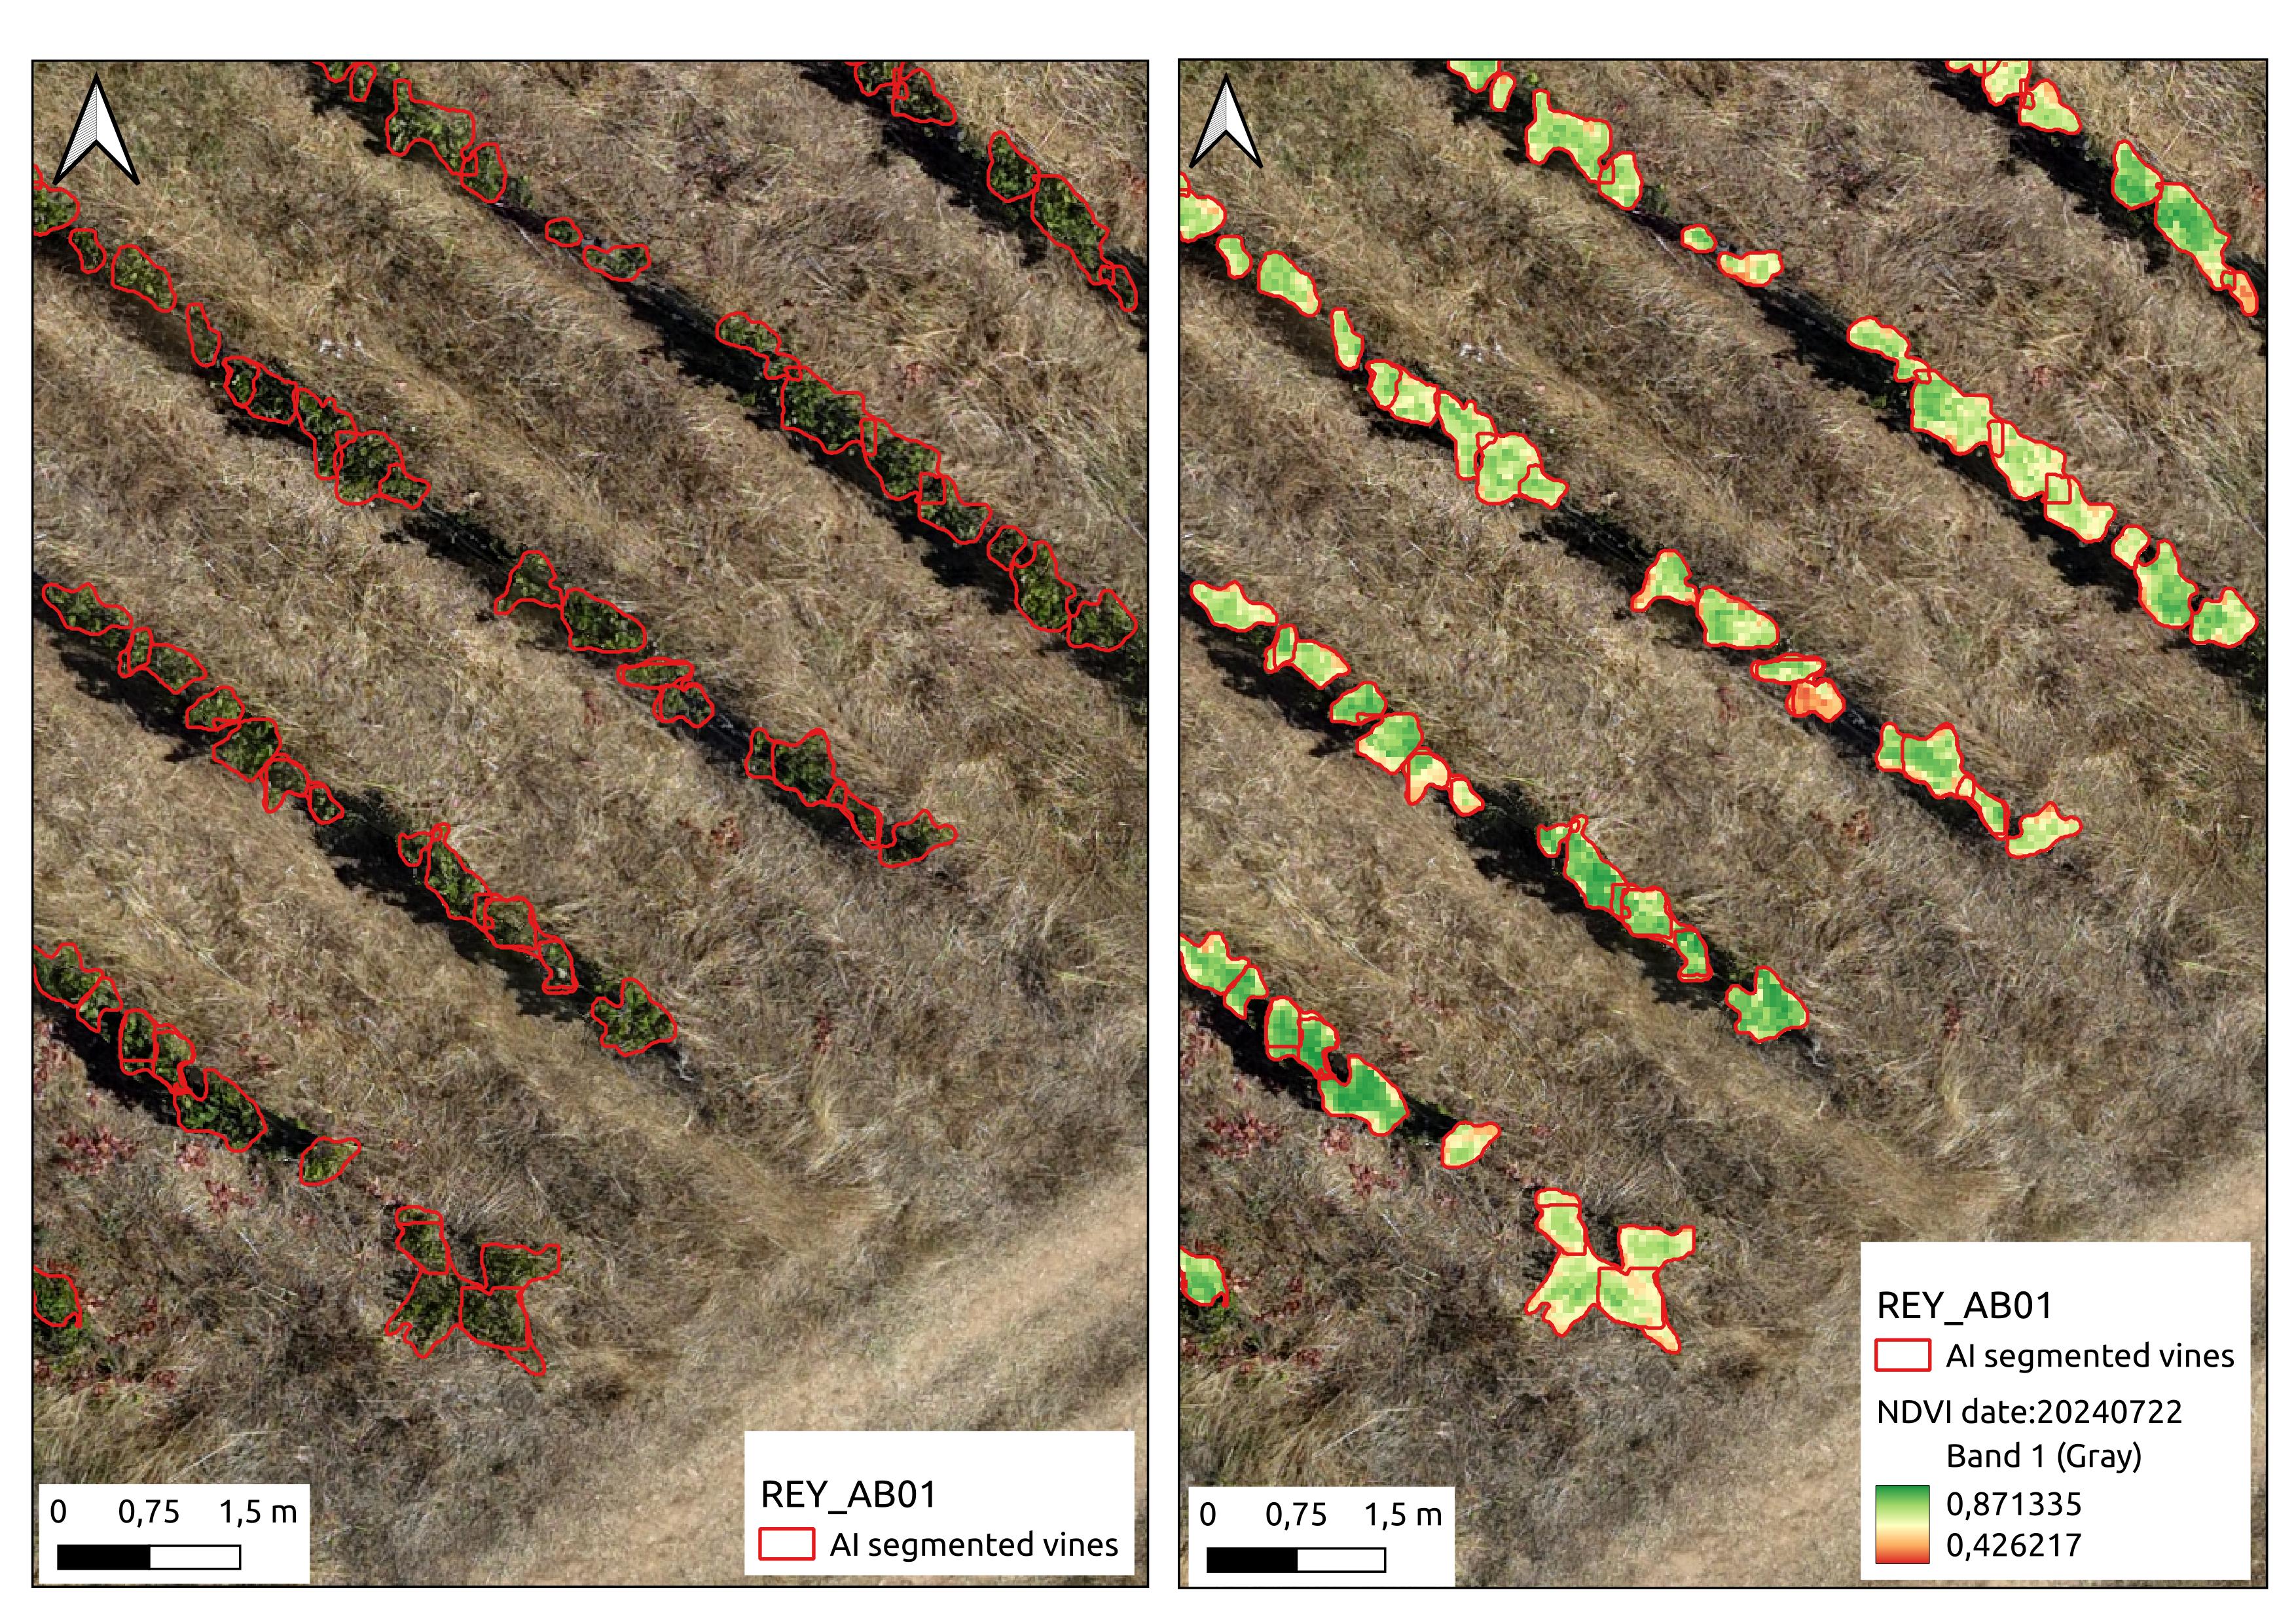 0 0,75 1,5 m
REY_AB01
AI segmented vines
0 0,75 1,5 m
REY_AB01
AI segmented vines
NDVI date:20240722
Band 1 (Gray)
0,871335
0,426217